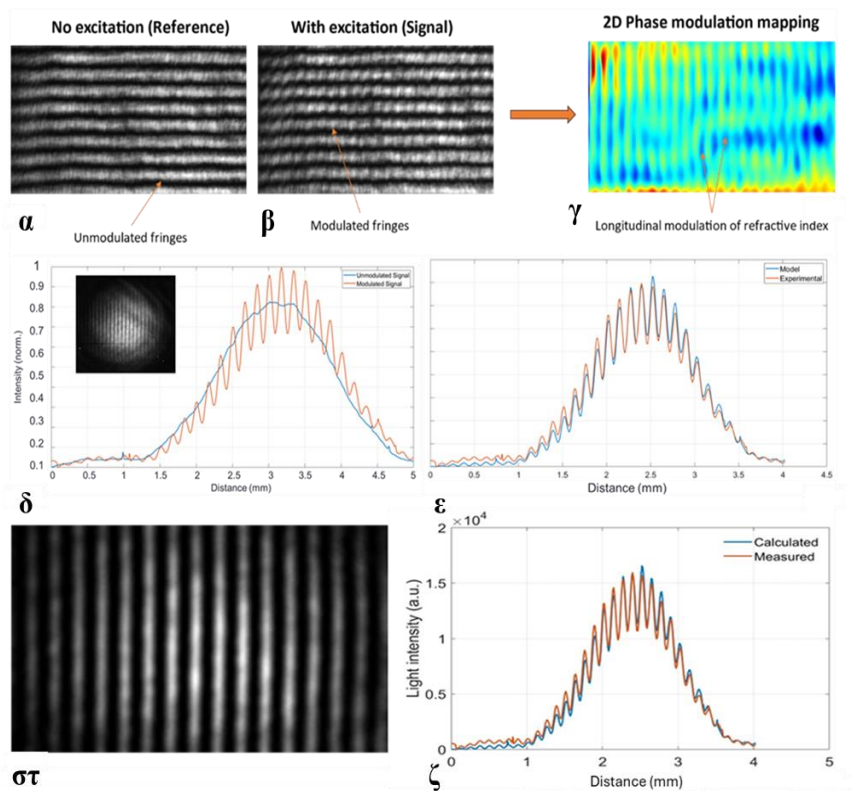 No excitation (Reference)
With excitation (Signal)
2D Phase modulation mapping
α
β
γ
Unmodulated fringes
Modulated fringes
Longitudinal modulation of refractive index
1
0.9
0.8
0.7
0.6
0.5
0.4
0.3
0.2
0.1
Intensity (norm.)
Unmodulated Signal
Modulated Signal
0 0.5 1 1.5 2 2.5 3 3.5 4 4.5 5
Distance (mm)
δ
Model
Experimental
0 0.5 1 1.5 2 2.5 3 3.5 4 4.5
Distance (mm)
ε
στ
2 ×10⁴
1.5
1.0
0.5
0
Light intensity (a.u.)
Calculated
Measured
0 1 2 3 4 5
Distance (mm)
ζ